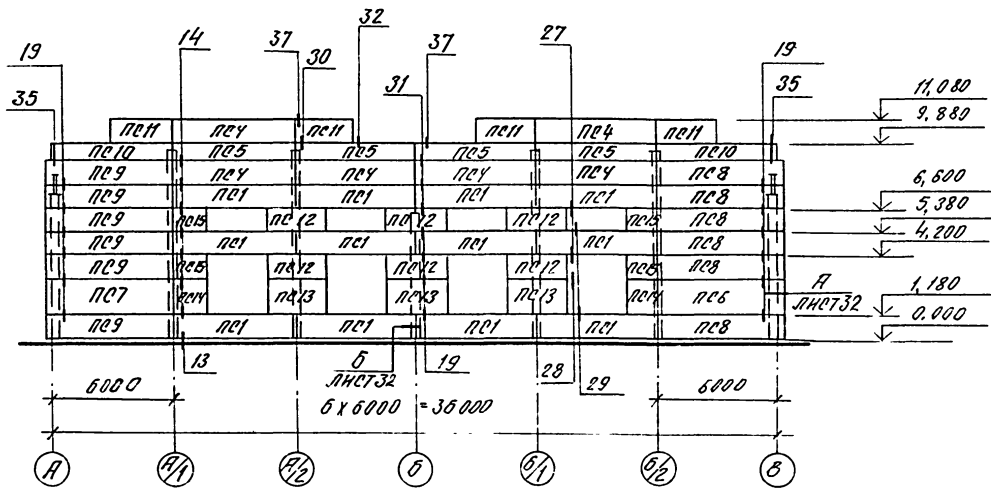 19 14 37 30 32 37 31 27 19 35
35
11,080
9,880
ПС11 ПС4 ПС11 ПС11 ПС4 ПС11
ПС10 ПС5 ПС5 ПС5 ПС5 ПС10
ПС9 ПС4 ПС4 ПС4 ПС4 ПС8
ПС9 ПС1 ПС1 ПС1 ПС1 ПС8
6,600
5,380
4,200
ПС9 ПС15 ПС12 ПС12 ПС12 ПС15 ПС8
ПС9 ПС1 ПС1 ПС1 ПС1 ПС8
ПС9 ПС15 ПС12 ПС12 ПС12 ПС15 ПС8
ПС7 ПС14 ПС13 ПС13 ПС13 ПС14 ПС6
А
ЛИСТ 32
1,180
0.000
ПС9 ПС1 ПС1 ПС1 ПС1 ПС8
13 Б 19 28 29
ЛИСТ 32
6000 6000
6 х 6000 = 36000
А А/1 А/2 Б Б/1 Б/2 В